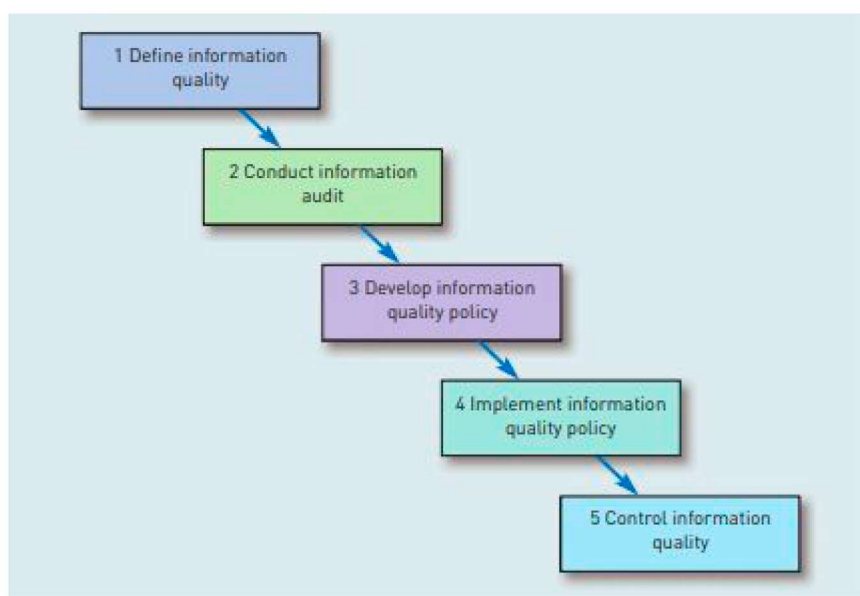 1 Define information
quality
2 Conduct information
audit
3 Develop information
quality policy
4 Implement information
quality policy
5 Control information
quality